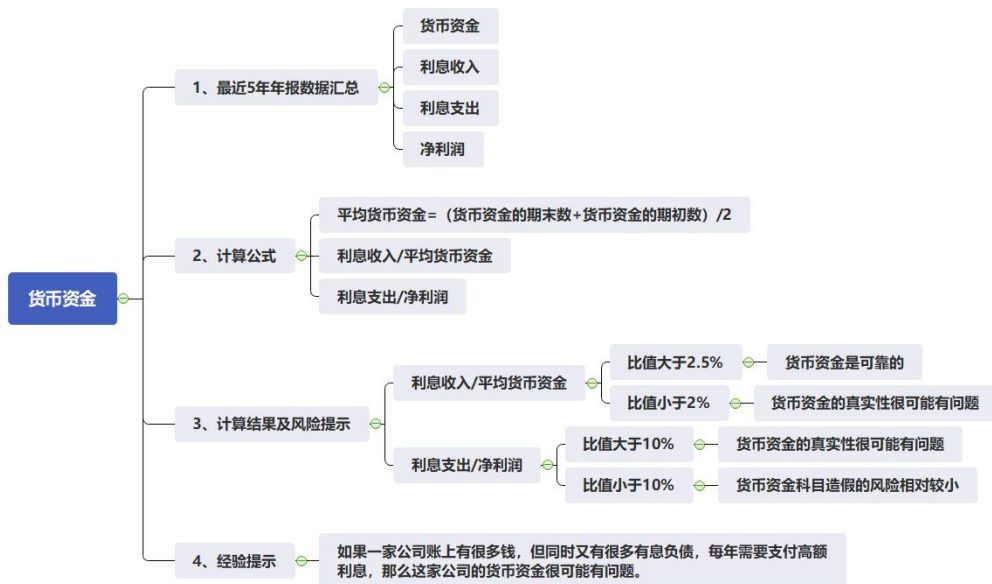 货币资金
1、最近5年年报数据汇总
货币资金
利息收入
利息支出
净利润
2、计算公式
平均货币资金=（货币资金的期末数+货币资金的期初数）/2
利息收入/平均货币资金
利息支出/净利润
3、计算结果及风险提示
利息收入/平均货币资金
比值大于2.5%
货币资金是可靠的
比值小于2%
货币资金的真实性很可能有问题
利息支出/净利润
比值大于10%
货币资金的真实性很可能有问题
比值小于10%
货币资金科目造假的风险相对较小
4、经验提示
如果一家公司账上有很多钱，但同时又有很多有息负债，每年需要支付高额
利息，那么这家公司的货币资金很可能有问题。